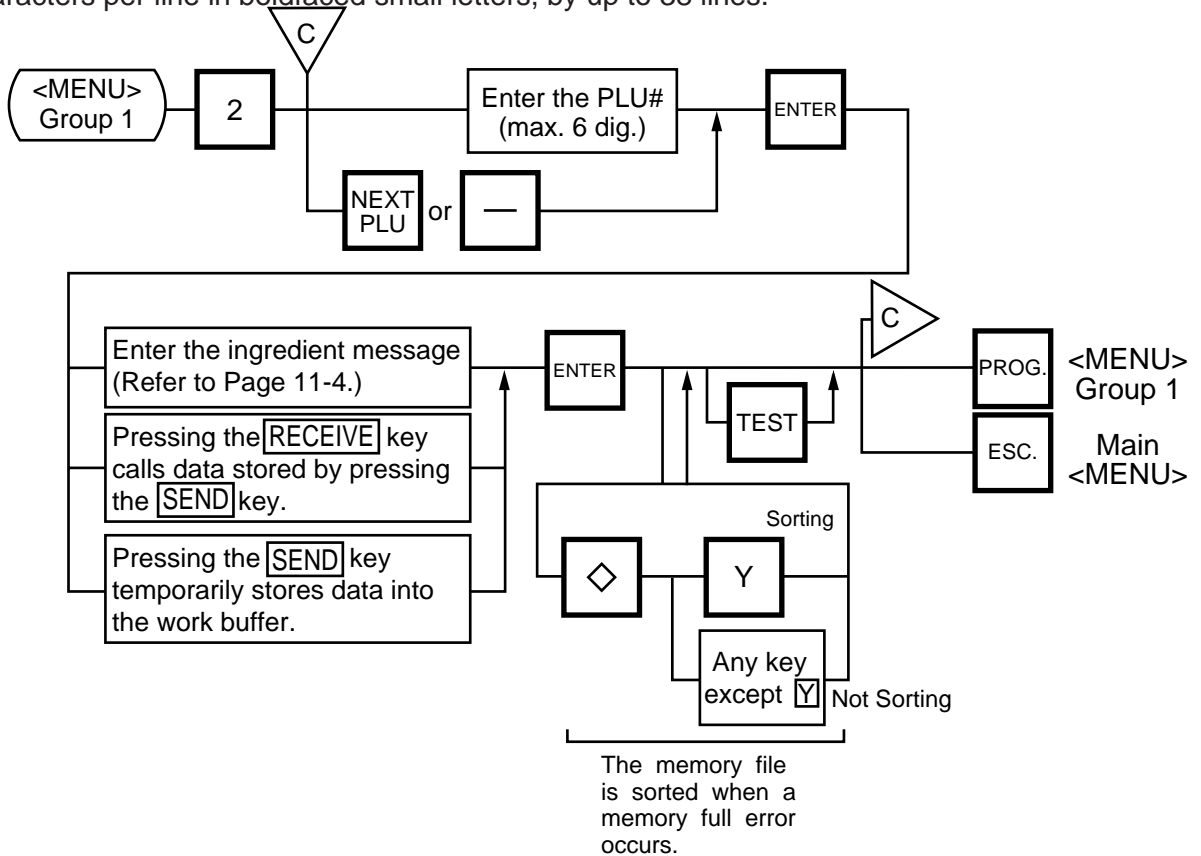 aracters per line in boldfaced small letters, by up to lines.
C
<MENU>
Group 1
2
Enter the PLU#
(max. 6 dig.)
ENTER
NEXT
PLU
or
—
Enter the ingredient message
(Refer to Page 11-4.)
Pressing the RECEIVE key
calls data stored by pressing
the SEND key.
Pressing the SEND key
temporarily stores data into
the work buffer.
ENTER
TEST
C
PROG.
<MENU>
Group 1
ESC.
Main
<MENU>
Sorting
◇
Y
Any key
except Y
Not Sorting
The memory file
is sorted when a
memory full error
occurs.